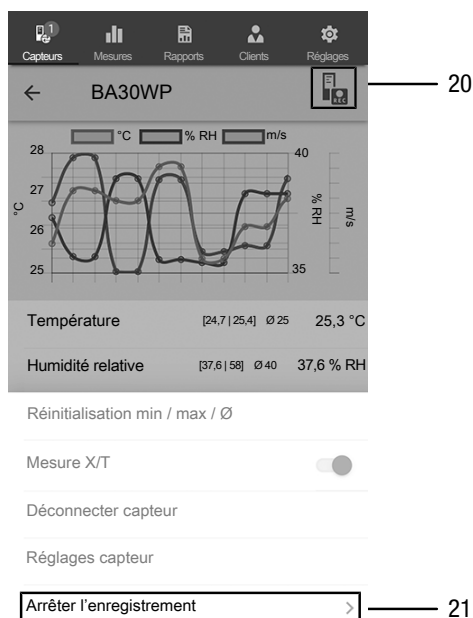 1
Capteurs Mesures Rapports Clients Réglages
BA30WP
REC
20
°C % RH m/s
28 40
27
26
25 35
°C
% RH
m/s
Température [24,7|25,4] Ø 25 25,3 °C
Humidité relative [37,6|58] Ø 40 37,6 % RH
Réinitialisation min / max / Ø
Mesure X/T
Déconnecter capteur
Réglages capteur
Arrêter l'enregistrement
21